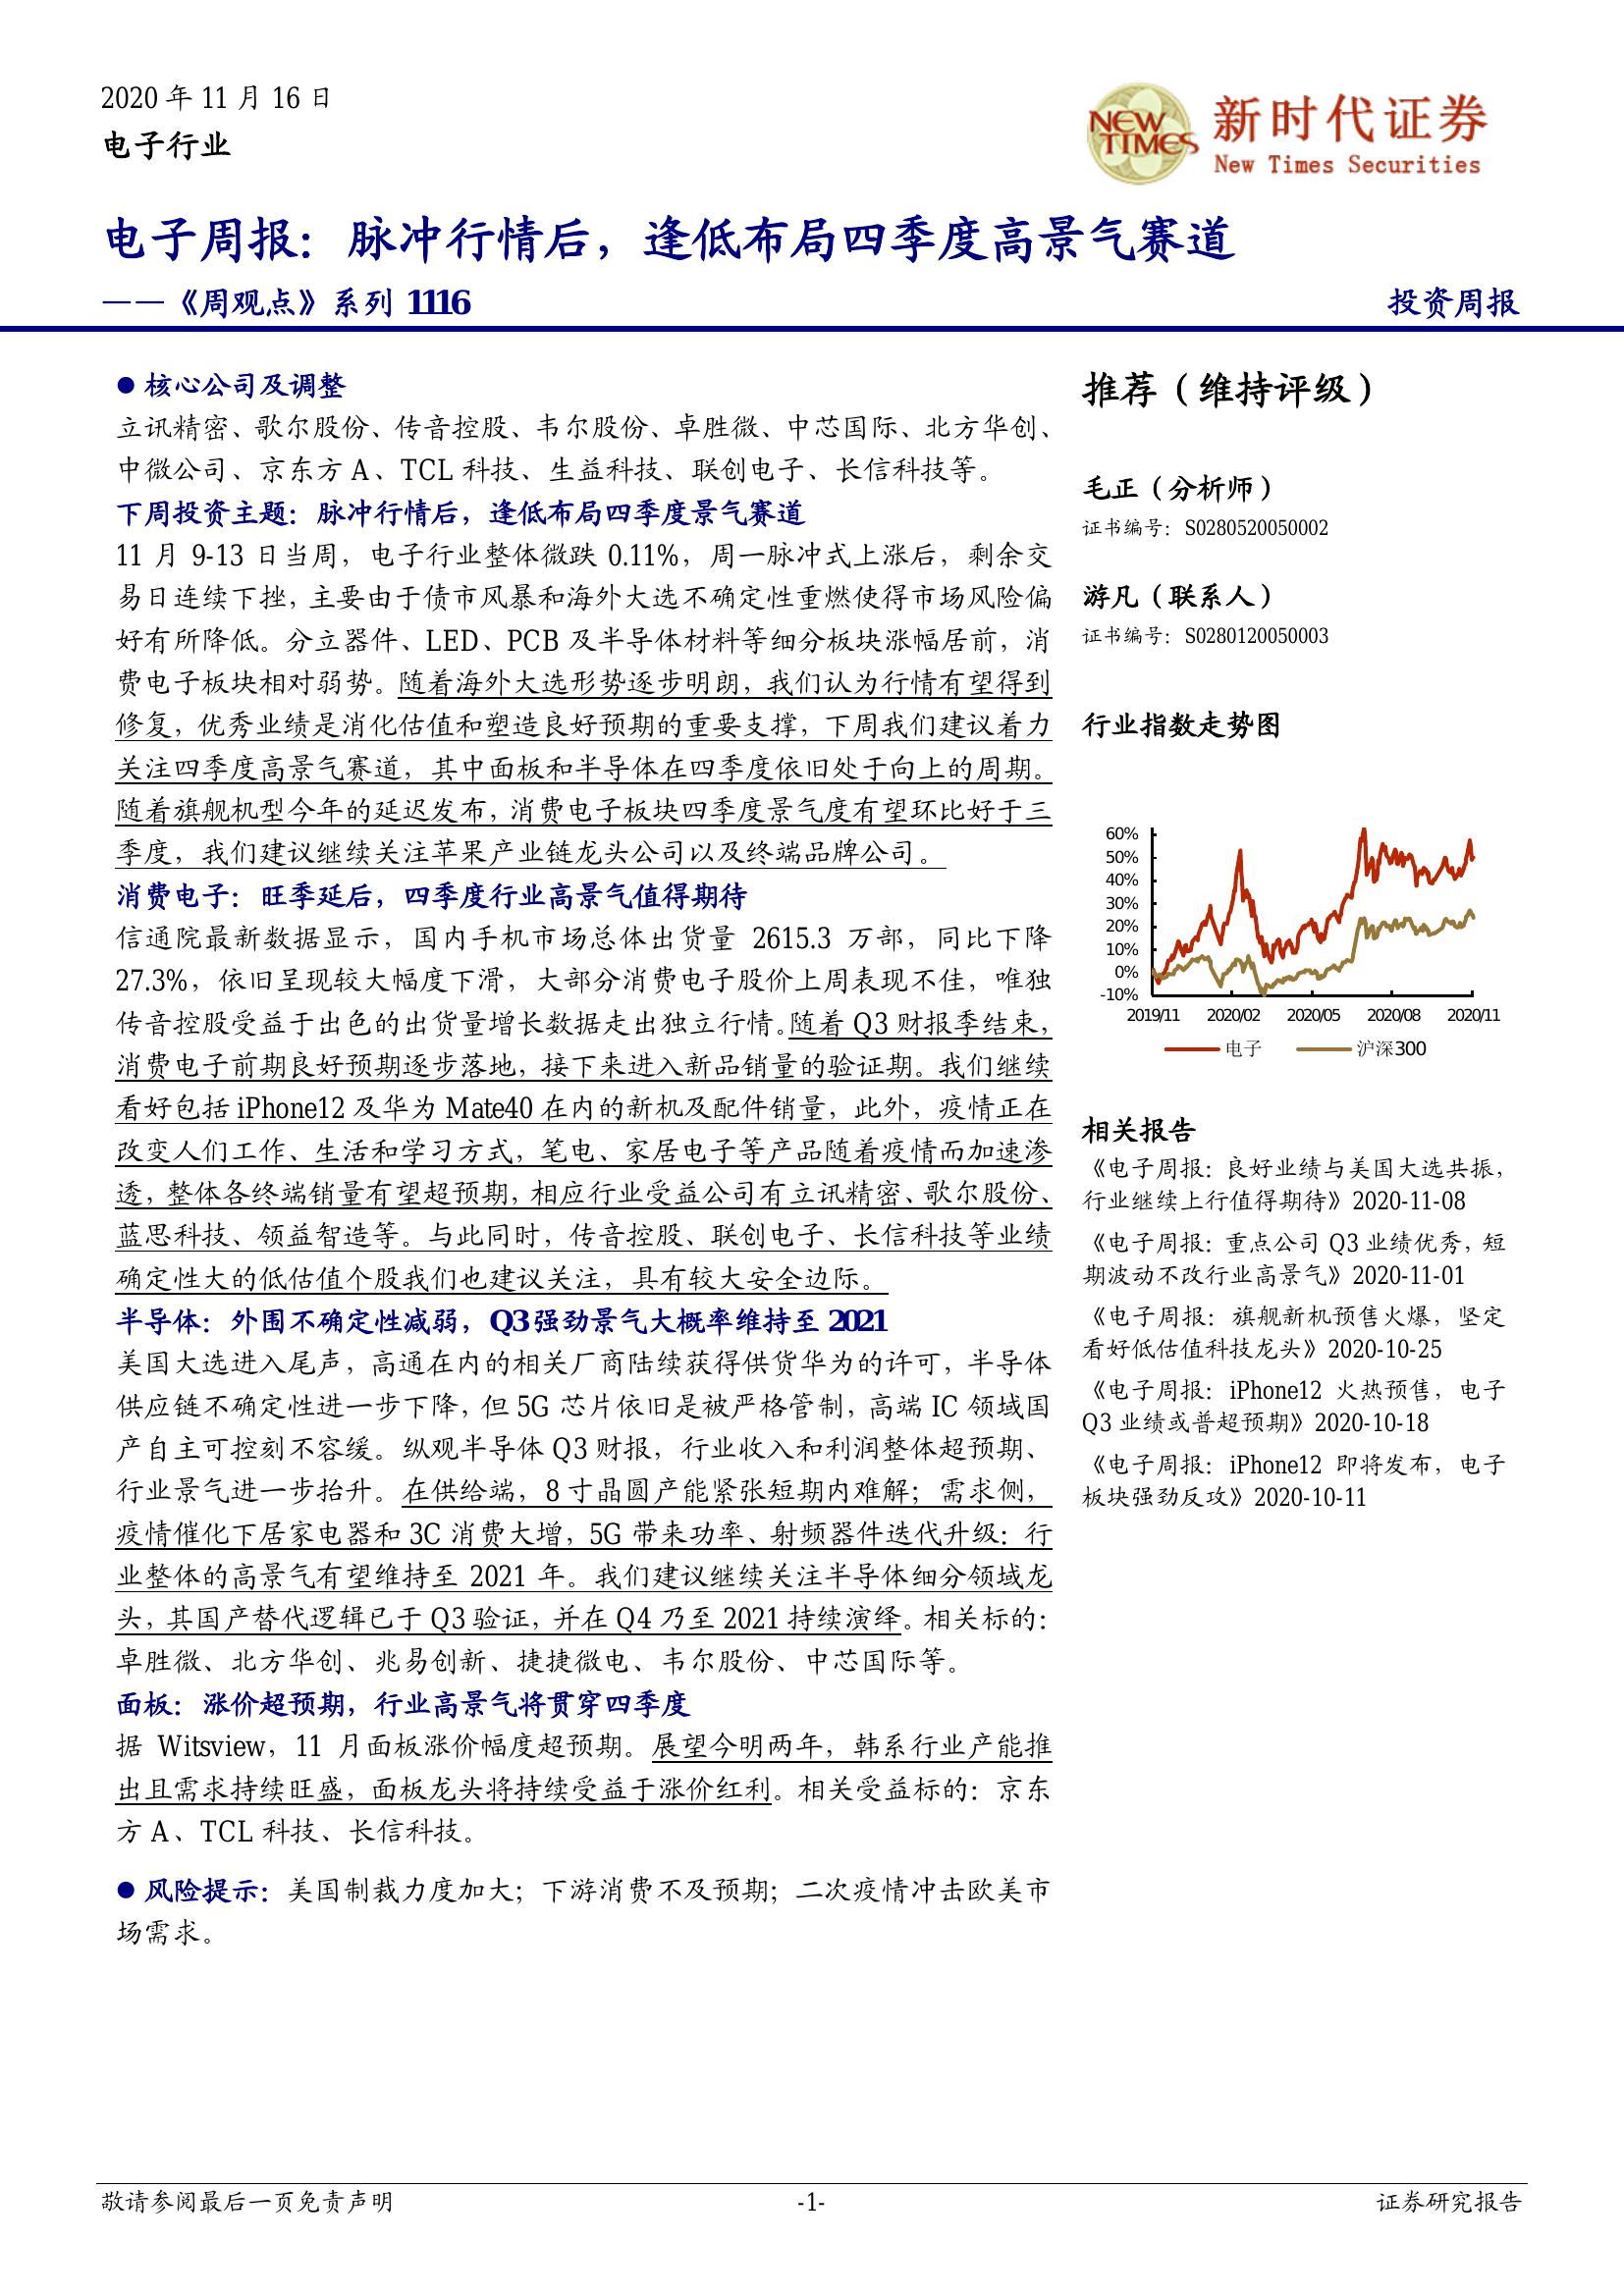 2020 年 11 月 16 日
电子行业
NEW TIMES
新时代证券
New Times Securities
电子周报：脉冲行情后，逢低布局四季度高景气赛道
——《周观点》系列 1116
投资周报
● 核心公司及调整
立讯精密、歌尔股份、传音控股、韦尔股份、卓胜微、中芯国际、北方华创、
中微公司、京东方 A、TCL 科技、生益科技、联创电子、长信科技等。
下周投资主题：脉冲行情后，逢低布局四季度景气赛道
11 月 9-13 日当周，电子行业整体微跌 0.11%，周一脉冲式上涨后，剩余交
易日连续下挫，主要由于债市风暴和海外大选不确定性重燃使得市场风险偏
好有所降低。分立器件、LED、PCB 及半导体材料等细分板块涨幅居前，消
费电子板块相对弱势。随着海外大选形势逐步明朗，我们认为行情有望得到
修复，优秀业绩是消化估值和塑造良好预期的重要支撑，下周我们建议着力
关注四季度高景气赛道，其中面板和半导体在四季度依旧处于向上的周期。
随着旗舰机型今年的延迟发布，消费电子板块四季度景气度有望环比好于三
季度，我们建议继续关注苹果产业链龙头公司以及终端品牌公司。
消费电子：旺季延后，四季度行业高景气值得期待
信通院最新数据显示，国内手机市场总体出货量 2615.3 万部，同比下降
27.3%，依旧呈现较大幅度下滑，大部分消费电子股价上周表现不佳，唯独
传音控股受益于出色的出货量增长数据走出独立行情。随着 Q3 财报季结束，
消费电子前期良好预期逐步落地，接下来进入新品销量的验证期。我们继续
看好包括 iPhone12 及华为 Mate40 在内的新机及配件销量，此外，疫情正在
改变人们工作、生活和学习方式，笔电、家居电子等产品随着疫情而加速渗
透，整体各终端销量有望超预期，相应行业受益公司有立讯精密、歌尔股份、
蓝思科技、领益智造等。与此同时，传音控股、联创电子、长信科技等业绩
确定性大的低估值个股我们也建议关注，具有较大安全边际。
半导体：外围不确定性减弱，Q3 强劲景气大概率维持至 2021
美国大选进入尾声，高通在内的相关厂商陆续获得供货华为的许可，半导体
供应链不确定性进一步下降，但 5G 芯片依旧是被严格管制，高端 IC 领域国
产自主可控刻不容缓。纵观半导体 Q3 财报，行业收入和利润整体超预期、
行业景气进一步抬升。在供给端，8 寸晶圆产能紧张短期内难解；需求侧，
疫情催化下居家电器和 3C 消费大增，5G 带来功率、射频器件迭代升级：行
业整体的高景气有望维持至 2021 年。我们建议继续关注半导体细分领域龙
头，其国产替代逻辑已于 Q3 验证，并在 Q4 乃至 2021 持续演绎。相关标的：
卓胜微、北方华创、兆易创新、捷捷微电、韦尔股份、中芯国际等。
面板：涨价超预期，行业高景气将贯穿四季度
据 Witsview，11 月面板涨价幅度超预期。展望今明两年，韩系行业产能推
出且需求持续旺盛，面板龙头将持续受益于涨价红利。相关受益标的：京东
方 A、TCL 科技、长信科技。
● 风险提示：美国制裁力度加大；下游消费不及预期；二次疫情冲击欧美市
场需求。
推荐（维持评级）
毛正（分析师）
证书编号：S0280520050002
游凡（联系人）
证书编号：S0280120050003
行业指数走势图
60%
50%
40%
30%
20%
10%
0%
-10%
2019/11 2020/02 2020/05 2020/08 2020/11
电子 沪深300
相关报告
《电子周报：良好业绩与美国大选共振，
行业继续上行值得期待》2020-11-08
《电子周报：重点公司 Q3 业绩优秀，短
期波动不改行业高景气》2020-11-01
《电子周报：旗舰新机预售火爆，坚定
看好低估值科技龙头》2020-10-25
《电子周报：iPhone12 火热预售，电子
Q3 业绩或普超预期》2020-10-18
《电子周报：iPhone12 即将发布，电子
板块强劲反攻》2020-10-11
敬请参阅最后一页免责声明
-1-
证券研究报告